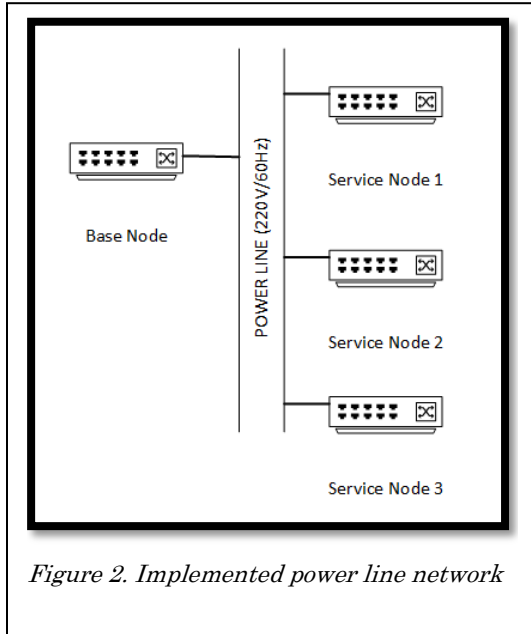 Service Node 1
Base Node
POWER LINE (220V/60Hz)
Service Node 2
Service Node 3
Figure 2. Implemented power line network